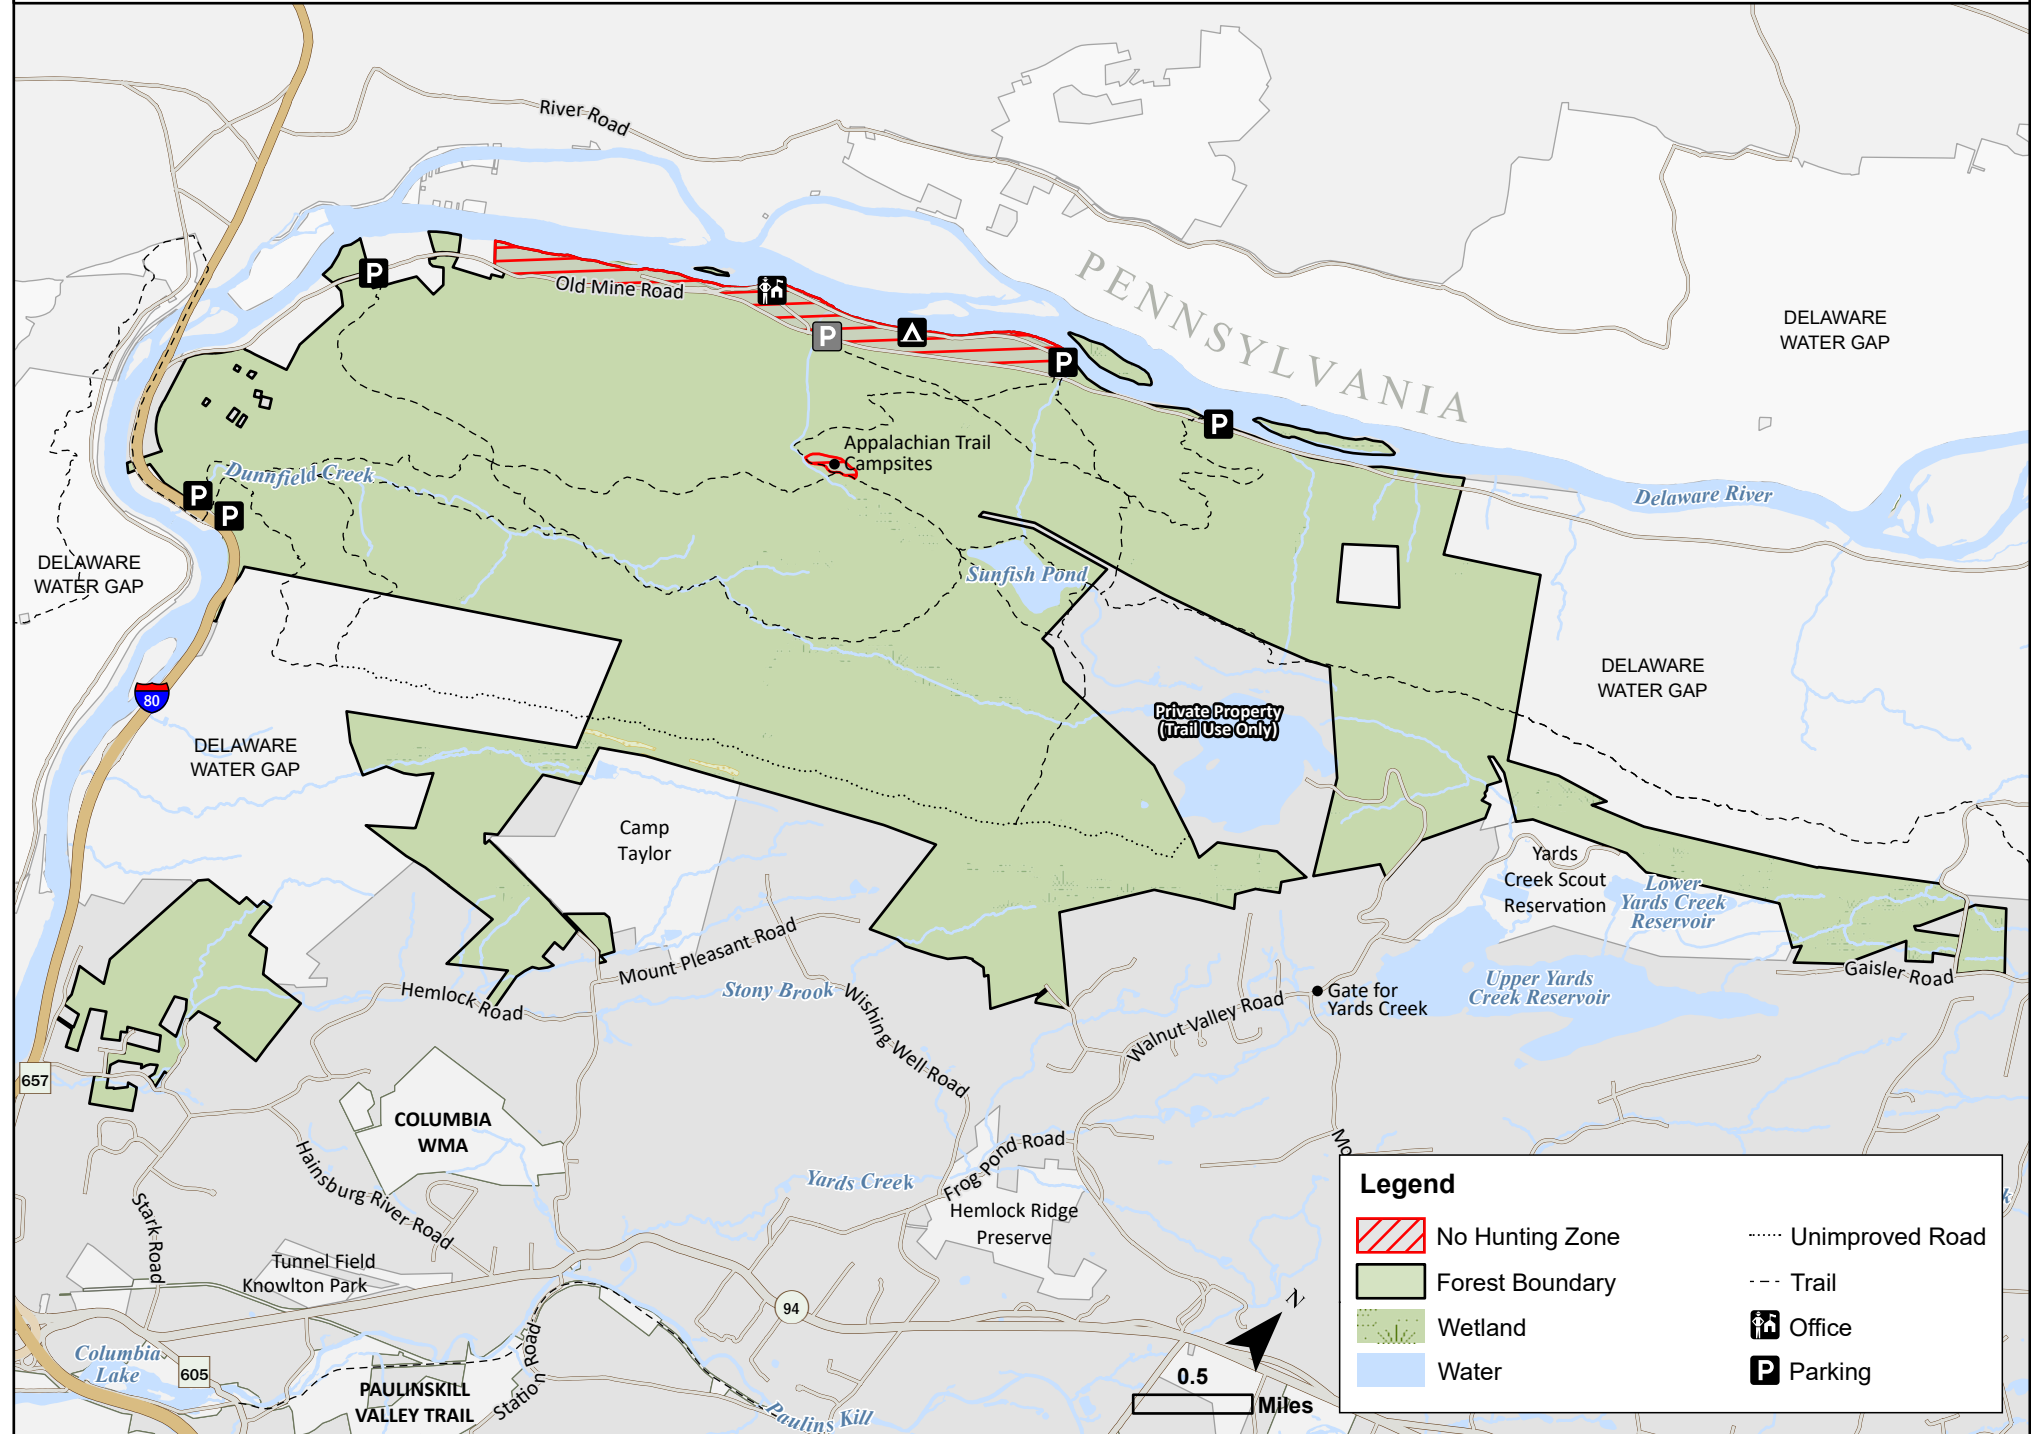 River Road
Old Mine Road
PENNSYLVANIA
DELAWARE
WATER GAP
P
P
P
P
P
P
Appalachian Trail
Campsites
Dunnfield Creek
Delaware River
Sunfish Pond
DELAWARE
WATER GAP
DELAWARE
WATER GAP
80
Private Property
(Trail Use Only)
DELAWARE
WATER GAP
Camp
Taylor
Yards
Creek Scout
Reservation
Lower
Yards Creek
Reservoir
Mount Pleasant Road
Gaisler Road
Hemlock Road
Stony Brook
Wishing Well Road
Walnut Valley Road
Gate for
Yards Creek
Upper Yards
Creek Reservoir
657
COLUMBIA
WMA
Hainsburg River Road
Stark Road
Yards Creek
Frog Pond Road
Mo
Hemlock Ridge
Preserve
Tunnel Field
Knowlton Park
94
Columbia
Lake
605
PAULINSKILL
VALLEY TRAIL
Station Road
Paulins Kill
N
0.5
Miles
k
Legend
No Hunting Zone
Forest Boundary
Wetland
Water
Unimproved Road
Trail
Office
P Parking